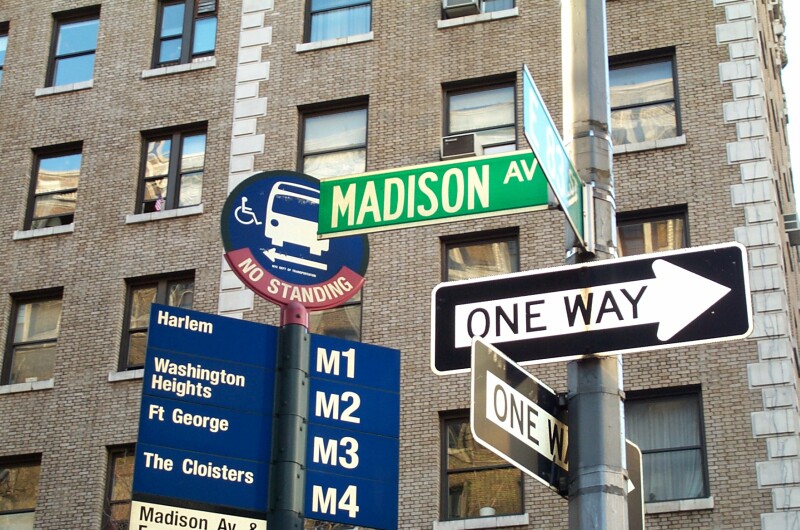 MADISON AV
NO STANDING
ONE WAY
ONE
Harlem
M1
Washington
Heights
M2
Ft George
M3
The Cloisters
M4
Madison Av &